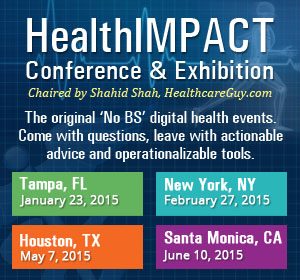 HealthIMPACT
Conference & Exhibition
Chaired by Shahid Shah, HealthcareGuy.com
The original ‘No BS’ digital health events.
Come with questions, leave with actionable
advice and operationalizable tools.
Tampa, FL
January 23, 2015
New York, NY
February 27, 2015
Houston, TX
May 7, 2015
Santa Monica, CA
June 10, 2015